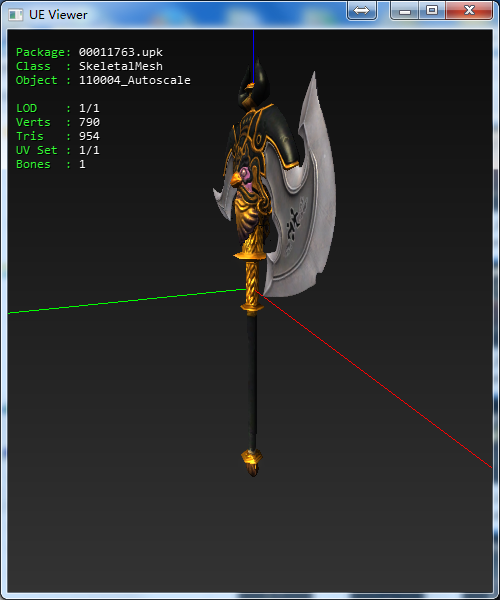 UE Viewer
Package: 00011763.upk
Class : SkeletalMesh
Object : 110004_Autoscale
LOD : 1/1
Verts : 790
Tris : 954
UV Set : 1/1
Bones : 1